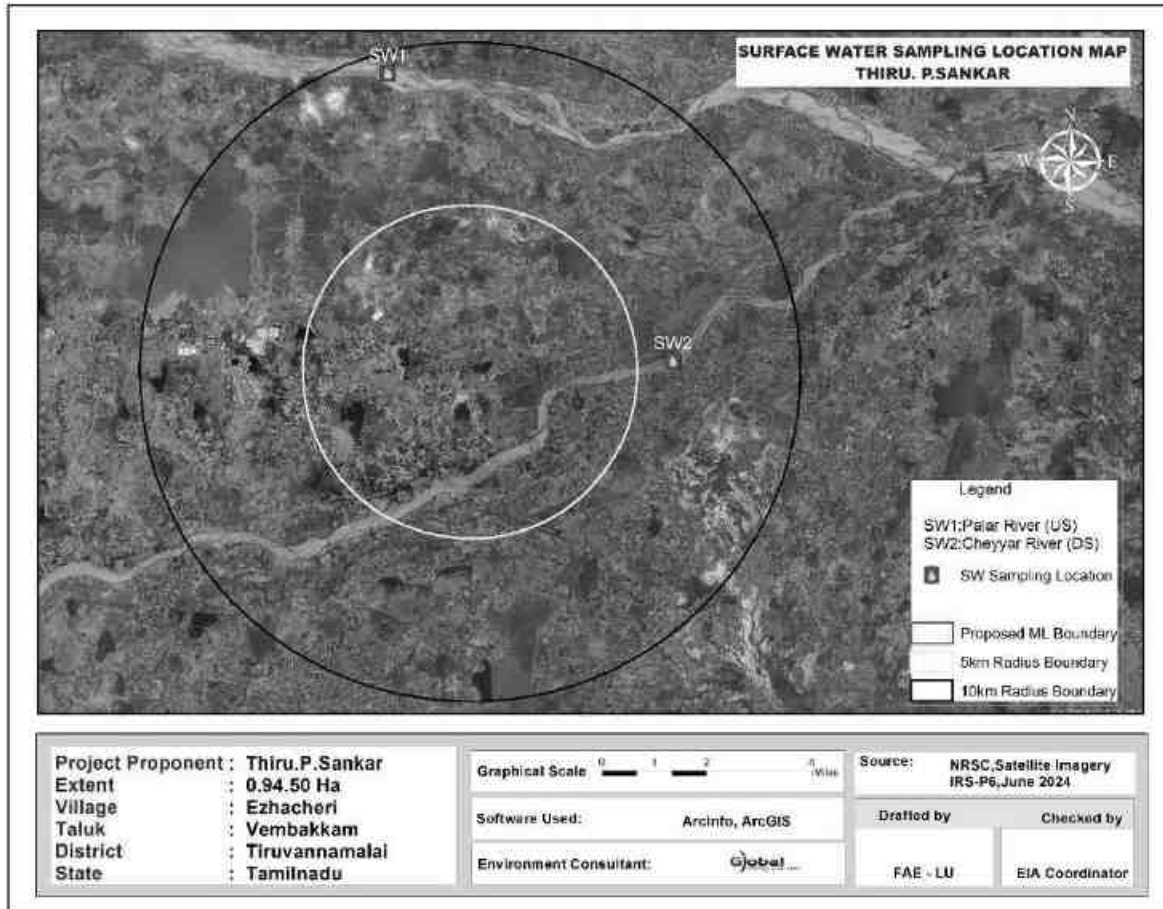 SW1
SURFACE WATER SAMPLING LOCATION MAP
THIRU. P.SANKAR
N
W
E
S
SW2
Legend
SW1:Palar River (US)
SW2:Cheyyar River (DS)
SW Sampling Location
Proposed ML Boundary
5km Radius Boundary
10km Radius Boundary
Project Proponent : Thiru.P.Sankar
Extent : 0.94.50 Ha
Village : Ezhacheri
Taluk : Vembakkam
District : Tiruvannamalai
State : Tamilnadu
Graphical Scale 0 1 2 Miles
Software Used: Arcinfo, ArcGIS
Environment Consultant: Global
Source: NRSC,Satellite Imagery
IRS-P6,June 2024
Drafted by Checked by
FAE - LU EIA Coordinator